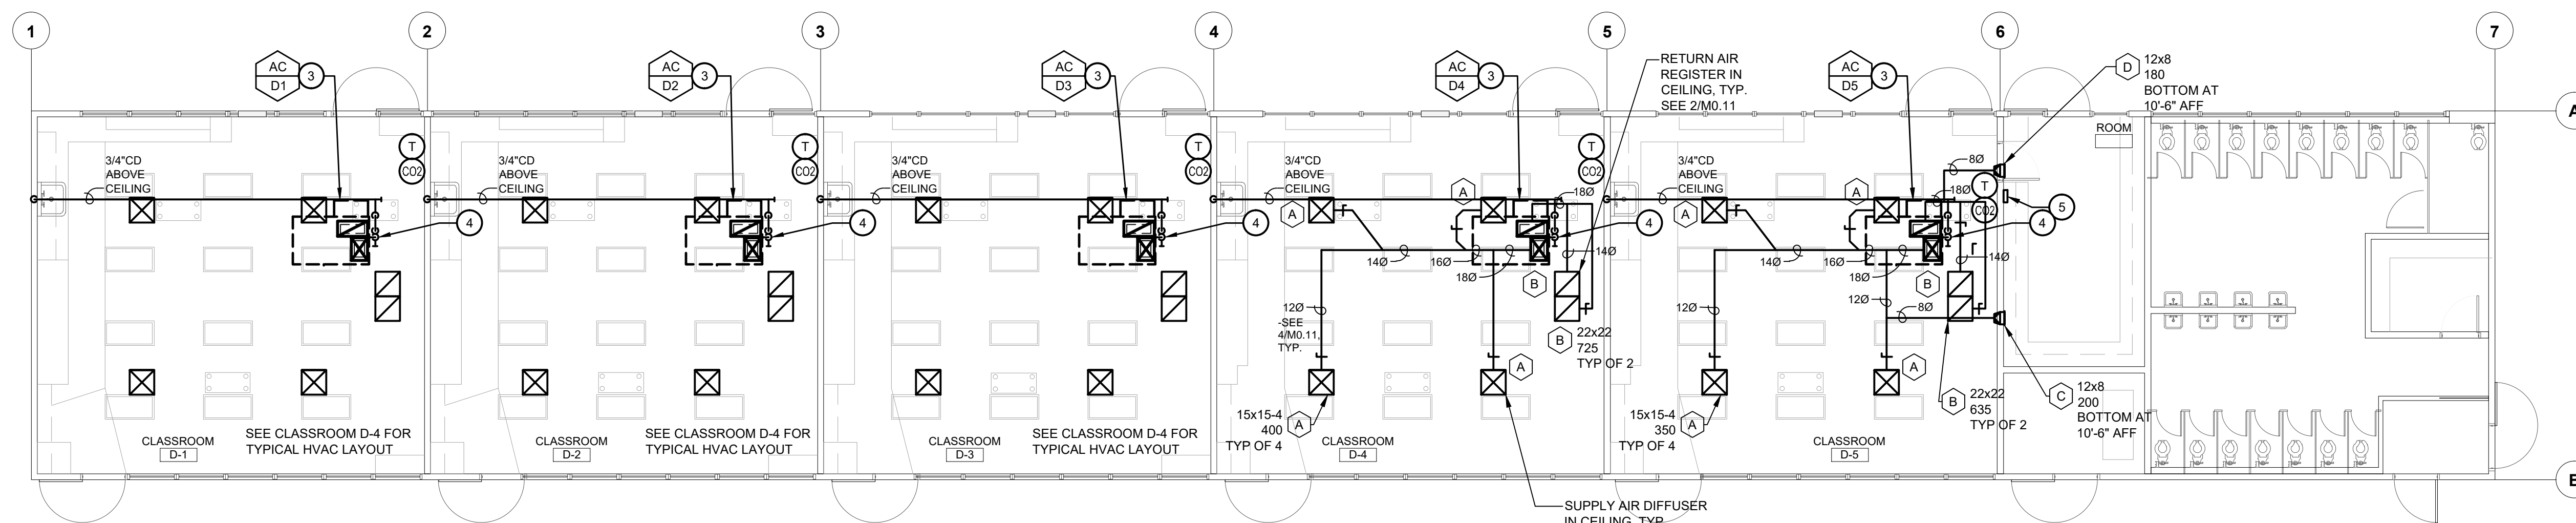 1
2
3
4
5
6
7
AC
D1
3
AC
D2
3
AC
D3
3
AC
D4
3
AC
D5
3
RETURN AIR
REGISTER IN
CEILING, TYP.
SEE 2/M0.11
D
12x8
180
BOTTOM AT
10'-6" AFF
A
ROOM
3/4"CD
ABOVE
CEILING
T
CO2
3/4"CD
ABOVE
CEILING
T
CO2
3/4"CD
ABOVE
CEILING
T
CO2
3/4"CD
ABOVE
CEILING
T
CO2
3/4"CD
ABOVE
CEILING
T
CO2
8Ø
A
A
18Ø
A
A
18Ø
5
4
4
4
4
4
14Ø
16Ø
18Ø
14Ø
14Ø
16Ø
18Ø
14Ø
B
B
12Ø
-SEE
4/M0.11,
TYP.
12Ø
12Ø
8Ø
B
22x22
725
TYP OF 2
A
A
B
22x22
635
TYP OF 2
C
12x8
200
BOTTOM AT
10'-6" AFF
15x15-4
400
TYP OF 4
A
15x15-4
350
TYP OF 4
A
CLASSROOM
D-1
SEE CLASSROOM D-4 FOR
TYPICAL HVAC LAYOUT
CLASSROOM
D-2
SEE CLASSROOM D-4 FOR
TYPICAL HVAC LAYOUT
CLASSROOM
D-3
SEE CLASSROOM D-4 FOR
TYPICAL HVAC LAYOUT
CLASSROOM
D-4
CLASSROOM
D-5
SUPPLY AIR DIFFUSER
IN CEILING, TYP